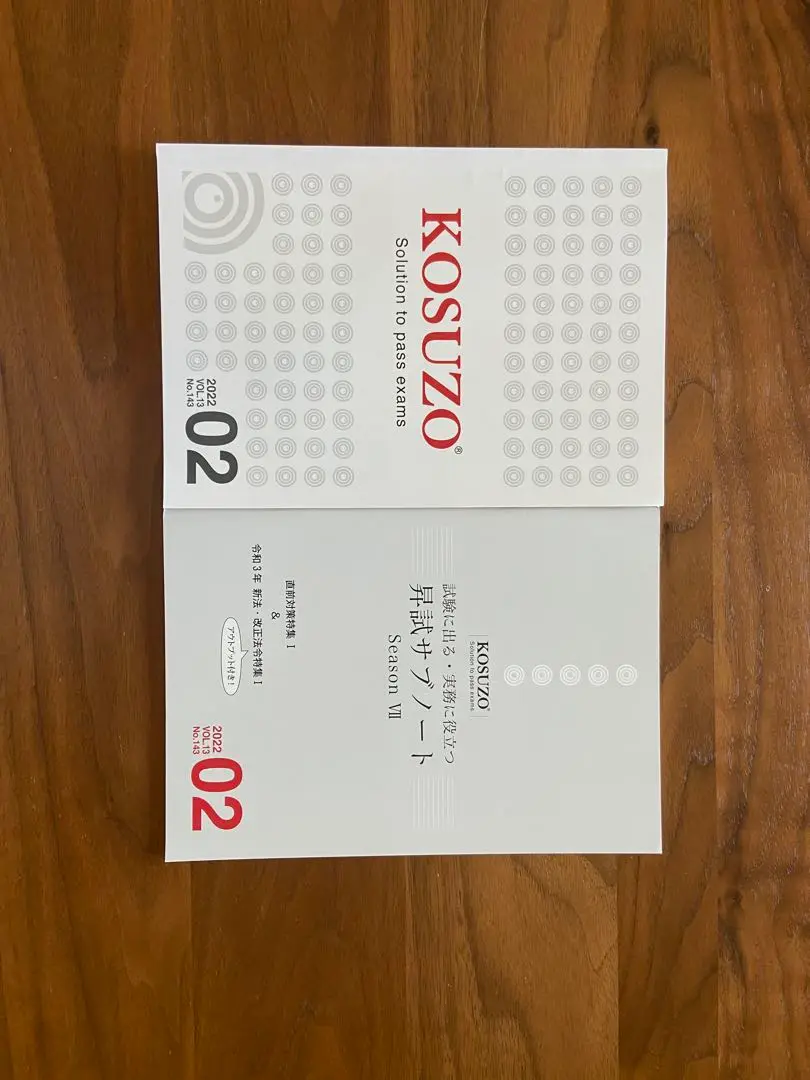 KOSUZO®
Solution to pass exams
2022
VOL.13
No.143
02
KOSUZO®
Solution to pass exams
試験に出る・実務に役立つ
昇試サブノート
Season Ⅶ
直前対策特集 Ⅰ
&
令和3年 新法・改正法令特集 Ⅰ
アウトプット付き!
2022
VOL.13
No.143
02